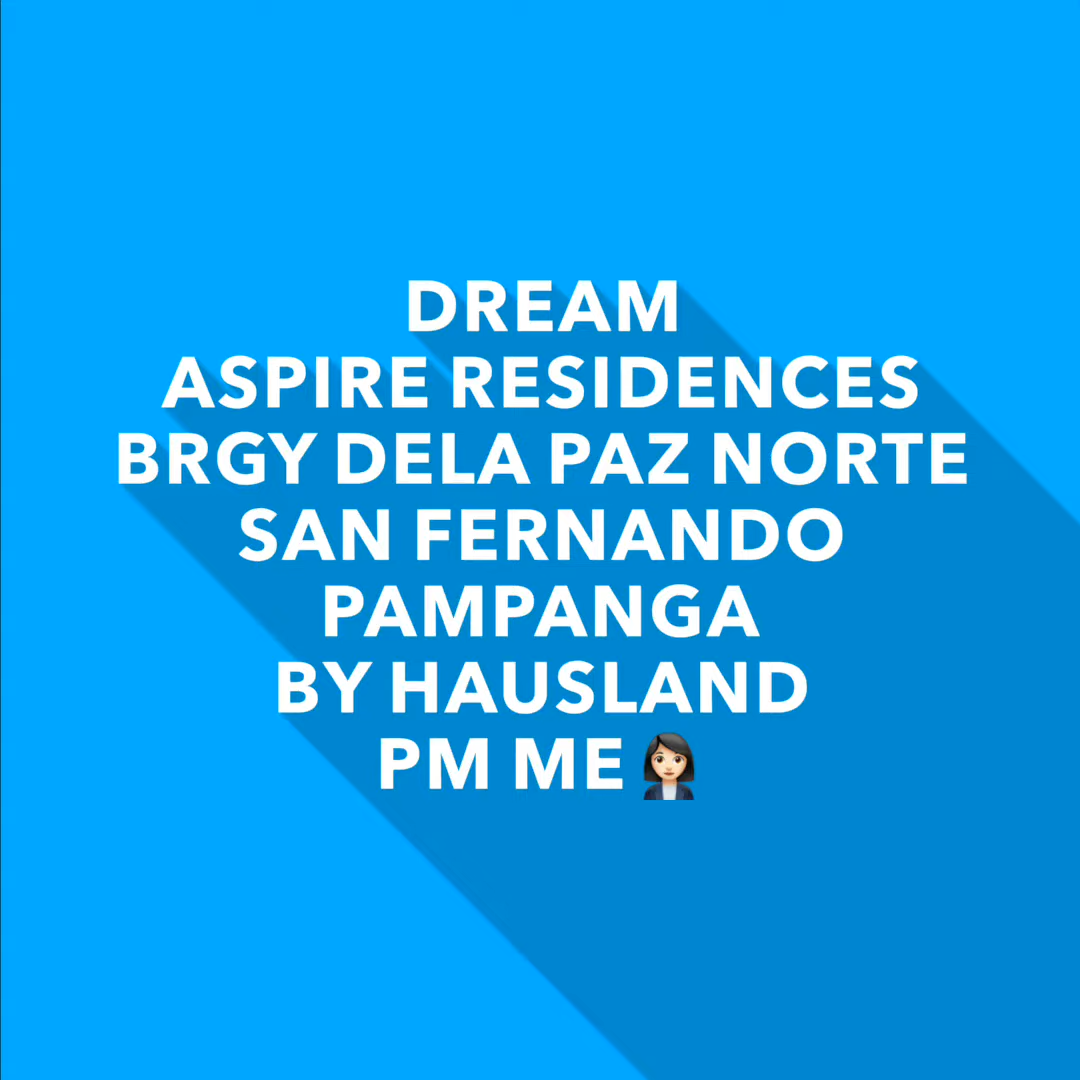 DREAM
ASPIRE RESIDENCES
BRGY DELA PAZ NORTE
SAN FERNANDO
PAMPANGA
BY HAUSLAND
PM ME 👩🏻‍💼